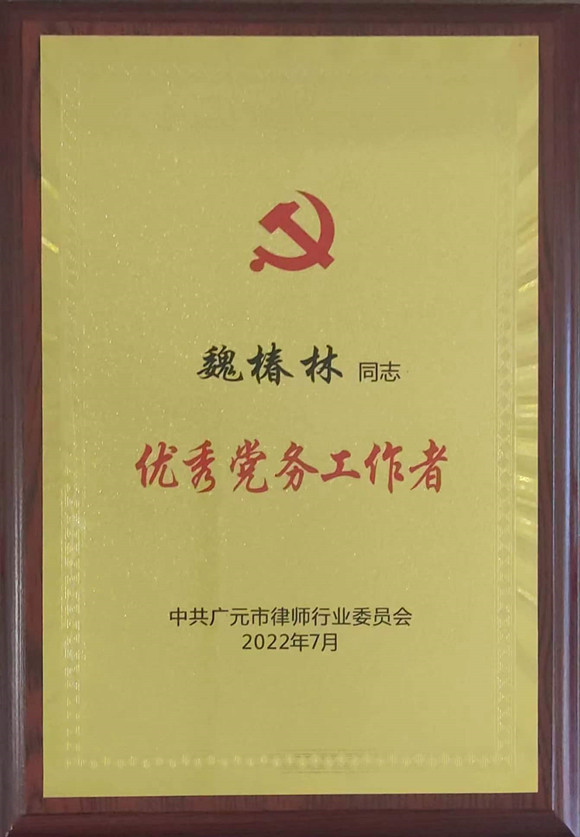 魏椿林 同志
优秀党务工作者
中共广元市律师行业委员会
2022年7月